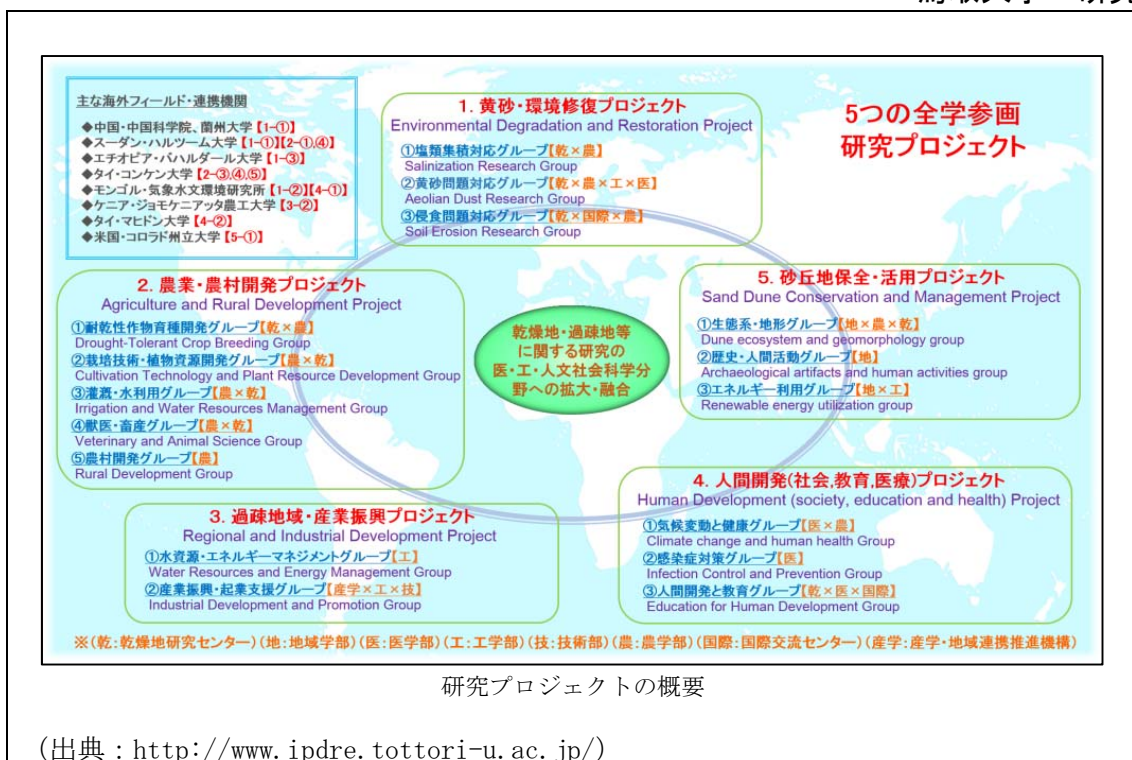 5つの全学参画
研究プロジェクト
主な海外フィールド・連携機関
◆中国・中国科学院、蘭州大学【1-①】
◆スーダン・ハルツーム大学【1-①】【2-①,④】
◆エチオピア・バハルダール大学【1-③】
◆タイ・コンケン大学【2-③,④,⑤】
◆モンゴル・気象水文環境研究所【1-②】【4-①】
◆ケニア・ジョモケニアッタ農工大学【3-②】
◆タイ・マヒドン大学【4-②】
◆米国・コロラド州立大学【5-①】
1. 黄砂・環境修復プロジェクト
Environmental Degradation and Restoration Project
①塩類集積対応グループ【乾×農】
Salinization Research Group
②黄砂問題対応グループ【乾×農×工×医】
Aeolian Dust Research Group
③侵食問題対応グループ【乾×国際×農】
Soil Erosion Research Group
2. 農業・農村開発プロジェクト
Agriculture and Rural Development Project
①耐乾性作物育種開発グループ【乾×農】
Drought-Tolerant Crop Breeding Group
②栽培技術・植物資源開発グループ【農×乾】
Cultivation Technology and Plant Resource Development Group
③灌漑・水利用グループ【農×乾】
Irrigation and Water Resources Management Group
④獣医・畜産グループ【農×乾】
Veterinary and Animal Science Group
⑤農村開発グループ【農】
Rural Development Group
乾燥地・過疎地等
に関する研究の
医・工・人文社会科学分
野への拡大・融合
5. 砂丘地保全・活用プロジェクト
Sand Dune Conservation and Management Project
①生態系・地形グループ【地×農×乾】
Dune ecosystem and geomorphology group
②歴史・人間活動グループ【地】
Archaeological artifacts and human activities group
③エネルギー利用グループ【地×工】
Renewable energy utilization group
3. 過疎地域・産業振興プロジェクト
Regional and Industrial Development Project
①水資源・エネルギーマネジメントグループ【工】
Water Resources and Energy Management Group
②産業振興・起業支援グループ【産学×工×技】
Industrial Development and Promotion Group
4. 人間開発(社会,教育,医療)プロジェクト
Human Development (society, education and health) Project
①気候変動と健康グループ【医×農】
Climate change and human health Group
②感染症対策グループ【医】
Infection Control and Prevention Group
③人間開発と教育グループ【乾×医×国際】
Education for Human Development Group
※(乾:乾燥地研究センター)(地:地域学部)(医:医学部)(工:工学部)(技:技術部)(農:農学部)(国際:国際交流センター)(産学:産学・地域連携推進機構)
研究プロジェクトの概要
(出典：http://www.ipdre.tottori-u.ac.jp/)